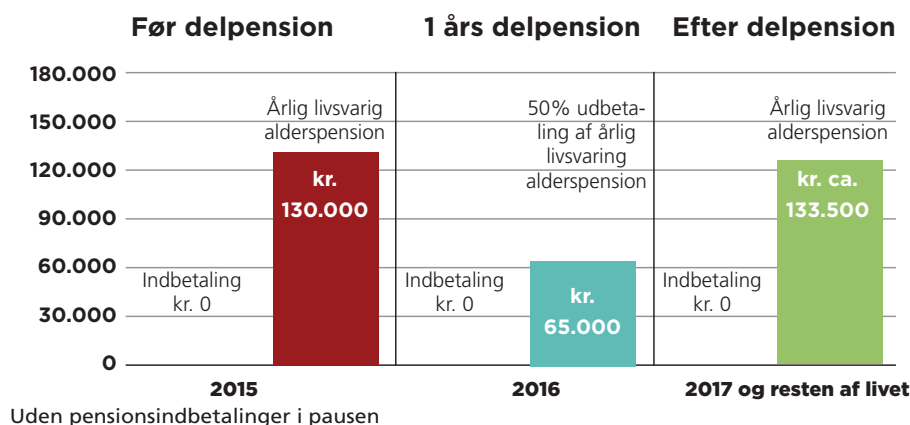 Før delpension
1 års delpension
Efter delpension
180.000
150.000
120.000
90.000
60.000
30.000
0
Indbetaling
kr. 0
Årlig livsvarig
alderspension
kr.
130.000
2015
50% udbeta-
ling af årlig
livsvaring
alderspension
kr.
65.000
2016
Indbetaling
kr. 0
Årlig livsvarig
alderspension
kr. ca.
133.500
2017 og resten af livet
Uden pensionsindbetalinger i pausen